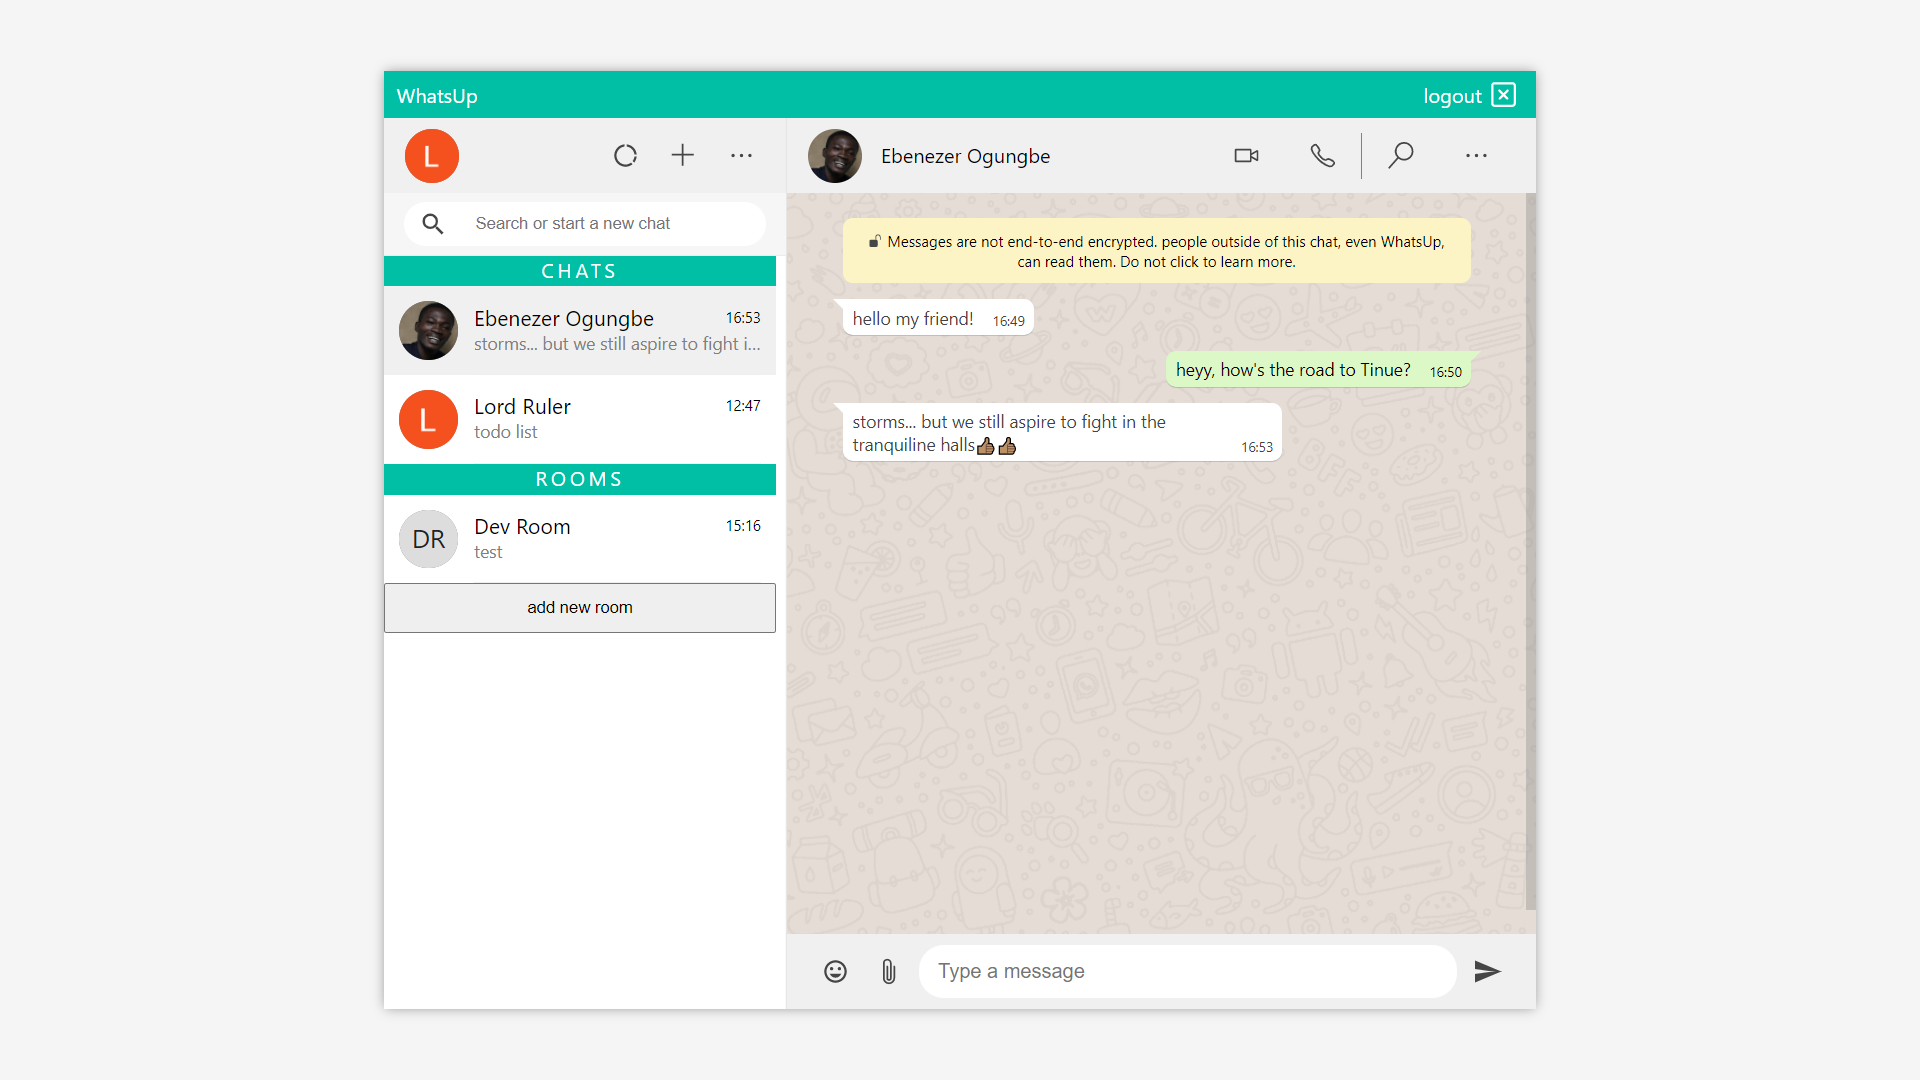 WhatsUp
logout
L
Search or start a new chat
CHATS
Ebenezer Ogungbe
16:53
storms... but we still aspire to fight i...
L
Lord Ruler
12:47
todo list
ROOMS
DR
Dev Room
15:16
test
add new room
Ebenezer Ogungbe
🔓 Messages are not end-to-end encrypted. people outside of this chat, even WhatsUp,
can read them. Do not click to learn more.
hello my friend! 16:49
heyy, how's the road to Tinue? 16:50
storms... but we still aspire to fight in the
tranquiline halls👍🏽👍🏽 16:53
Type a message